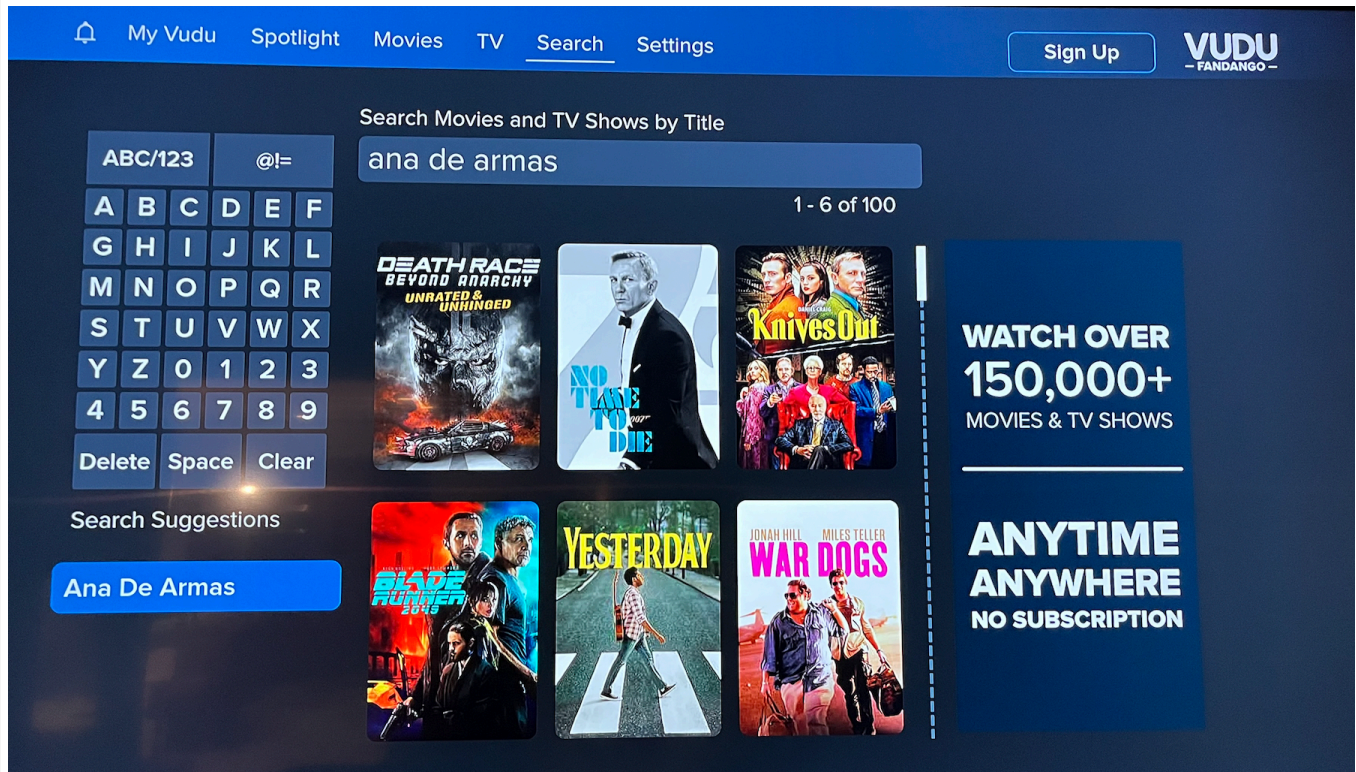 My Vudu Spotlight Movies TV Search Settings
Sign Up
VUDU
FANDANGO
Search Movies and TV Shows by Title
ABC/123 @!=
ana de armas
1 - 6 of 100
A B C D E F
G H I J K L
M N O P Q R
S T U V W X
Y Z 0 1 2 3
4 5 6 7 8 9
Delete Space Clear
Search Suggestions
Ana De Armas
DEATH RACE
BEYOND ANARCHY
UNRATED &
UNHINGED
NO
TIME
TO
DIE
007
DANIEL CRAIG
Knives Out
BLADE
RUNNER
2049
YESTERDAY
JONAH HILL MILES TELLER
WAR DOGS
WATCH OVER
150,000+
MOVIES & TV SHOWS
ANYTIME
ANYWHERE
NO SUBSCRIPTION